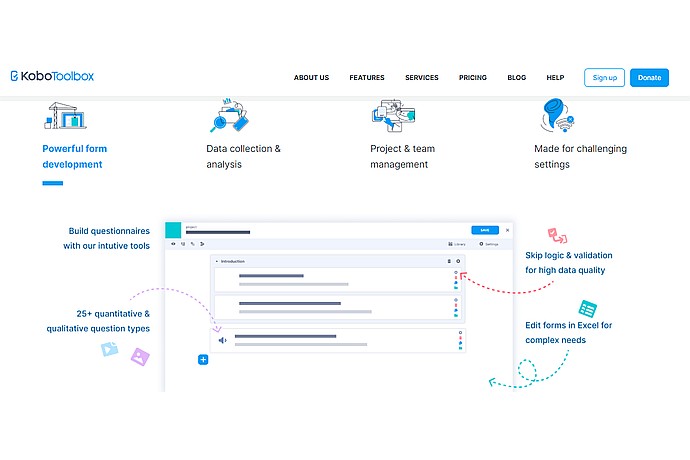 KoboToolbox
ABOUT US FEATURES SERVICES PRICING BLOG HELP Sign up Donate
Powerful form
development
Data collection &
analysis
Project & team
management
Made for challenging
settings
Build questionnaires
with our intutive tools
25+ quantitative &
qualitative question types
project
SAVE
Library Settings
Introduction
Skip logic & validation
for high data quality
Edit forms in Excel for
complex needs